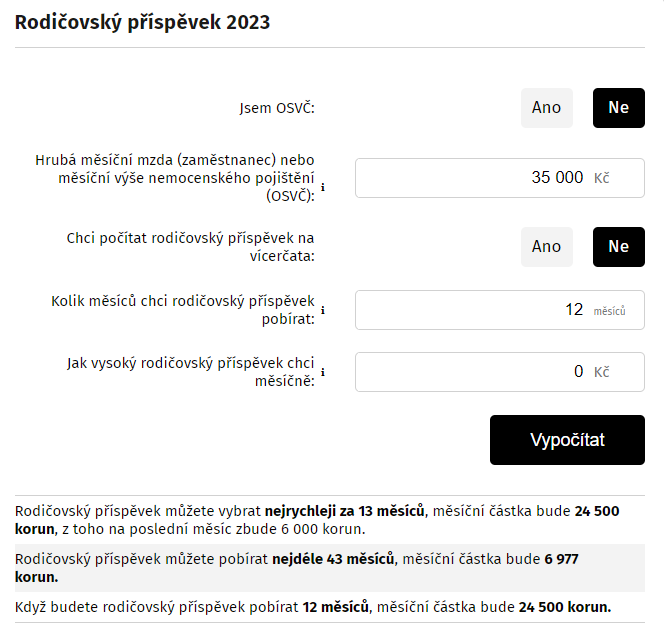 Rodičovský příspěvek 2023
Jsem OSVČ:
Ano
Ne
Hrubá měsíční mzda (zaměstnanec) nebo
měsíční výše nemocenského pojištění
(OSVČ):
i
35 000 Kč
Chci počítat rodičovský příspěvek na
vícerčata:
Ano
Ne
Kolik měsíců chci rodičovský příspěvek
pobírat:
i
12 měsíců
Jak vysoký rodičovský příspěvek chci
měsíčně:
i
0 Kč
Vypočítat
Rodičovský příspěvek můžete vybrat nejrychleji za 13 měsíců, měsíční částka bude 24 500
korun, z toho na poslední měsíc zbude 6 000 korun.
Rodičovský příspěvek můžete pobírat nejdéle 43 měsíců, měsíční částka bude 6 977
korun.
Když budete rodičovský příspěvek pobírat 12 měsíců, měsíční částka bude 24 500 korun.